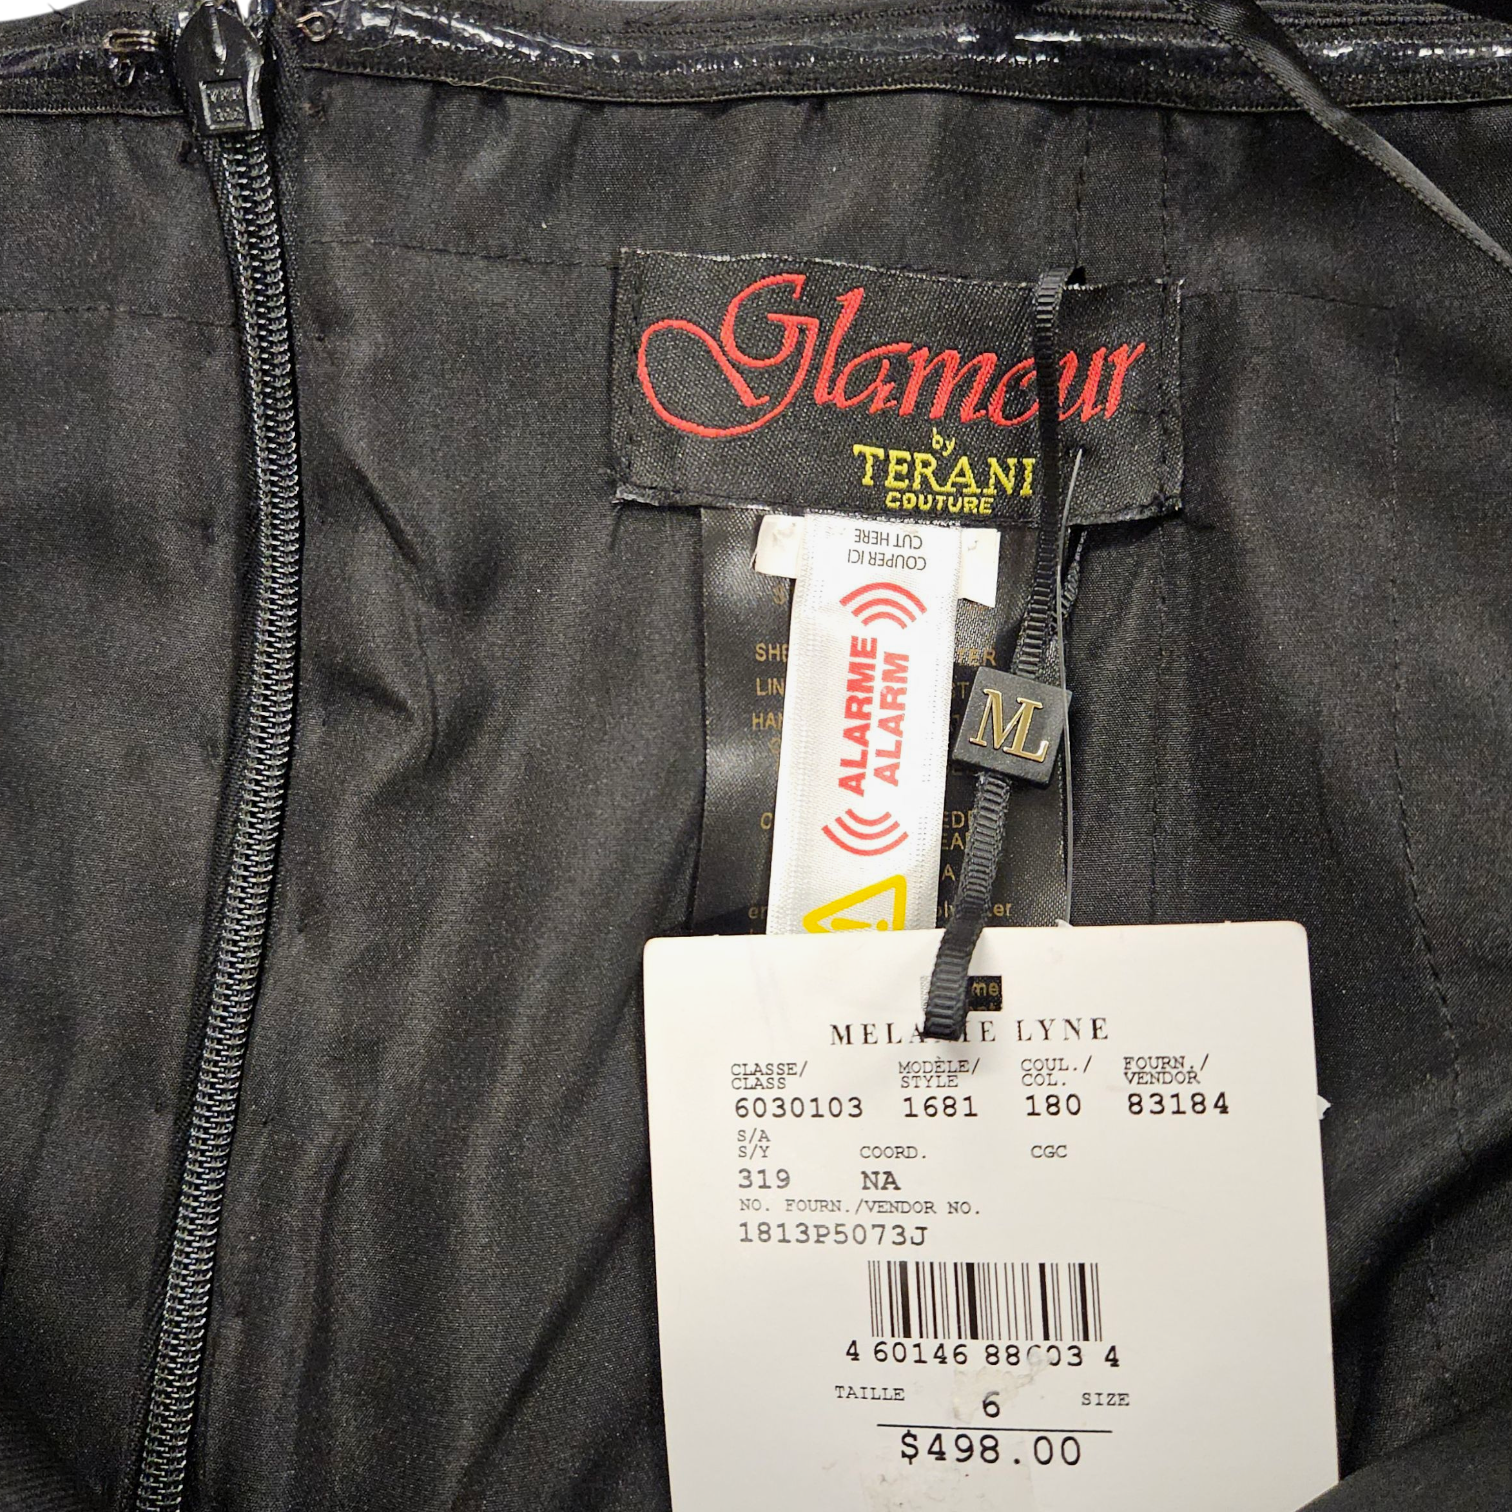 Glamour
by
TERANI
COUTURE
COUPER ICI
CUT HERE
ALARME
ALARM
ML
MELANIE LYNE
CLASSE/ MODÈLE/ COUL./ FOURN./
CLASS STYLE COL. VENDOR
6030103 1681 180 83184
S/A
S/Y COORD. CGC
319 NA
NO. FOURN./VENDOR NO.
1813P5073J
4 60146 88603 4
TAILLE 6 SIZE
$498.00